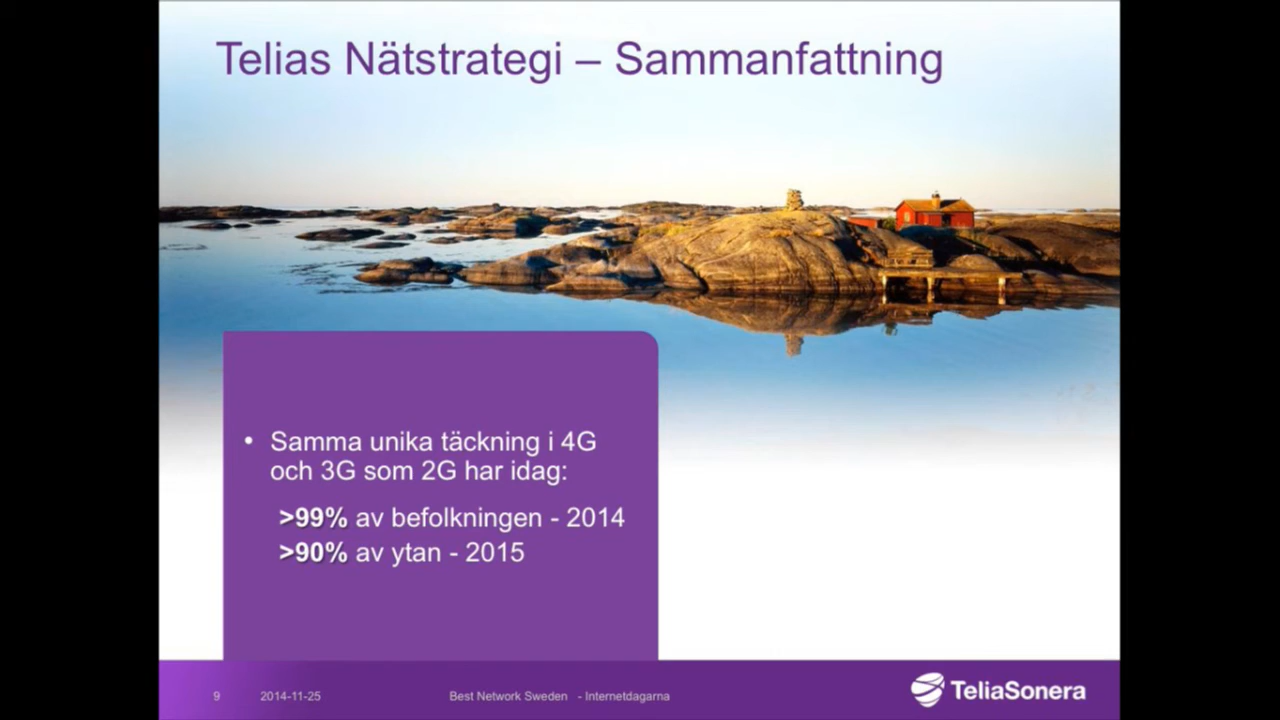 Telias Nätstrategi – Sammanfattning
• Samma unika täckning i 4G
och 3G som 2G har idag:
>99% av befolkningen - 2014
>90% av ytan - 2015
9 2014-11-25 Best Network Sweden - Internetdagarna TeliaSonera